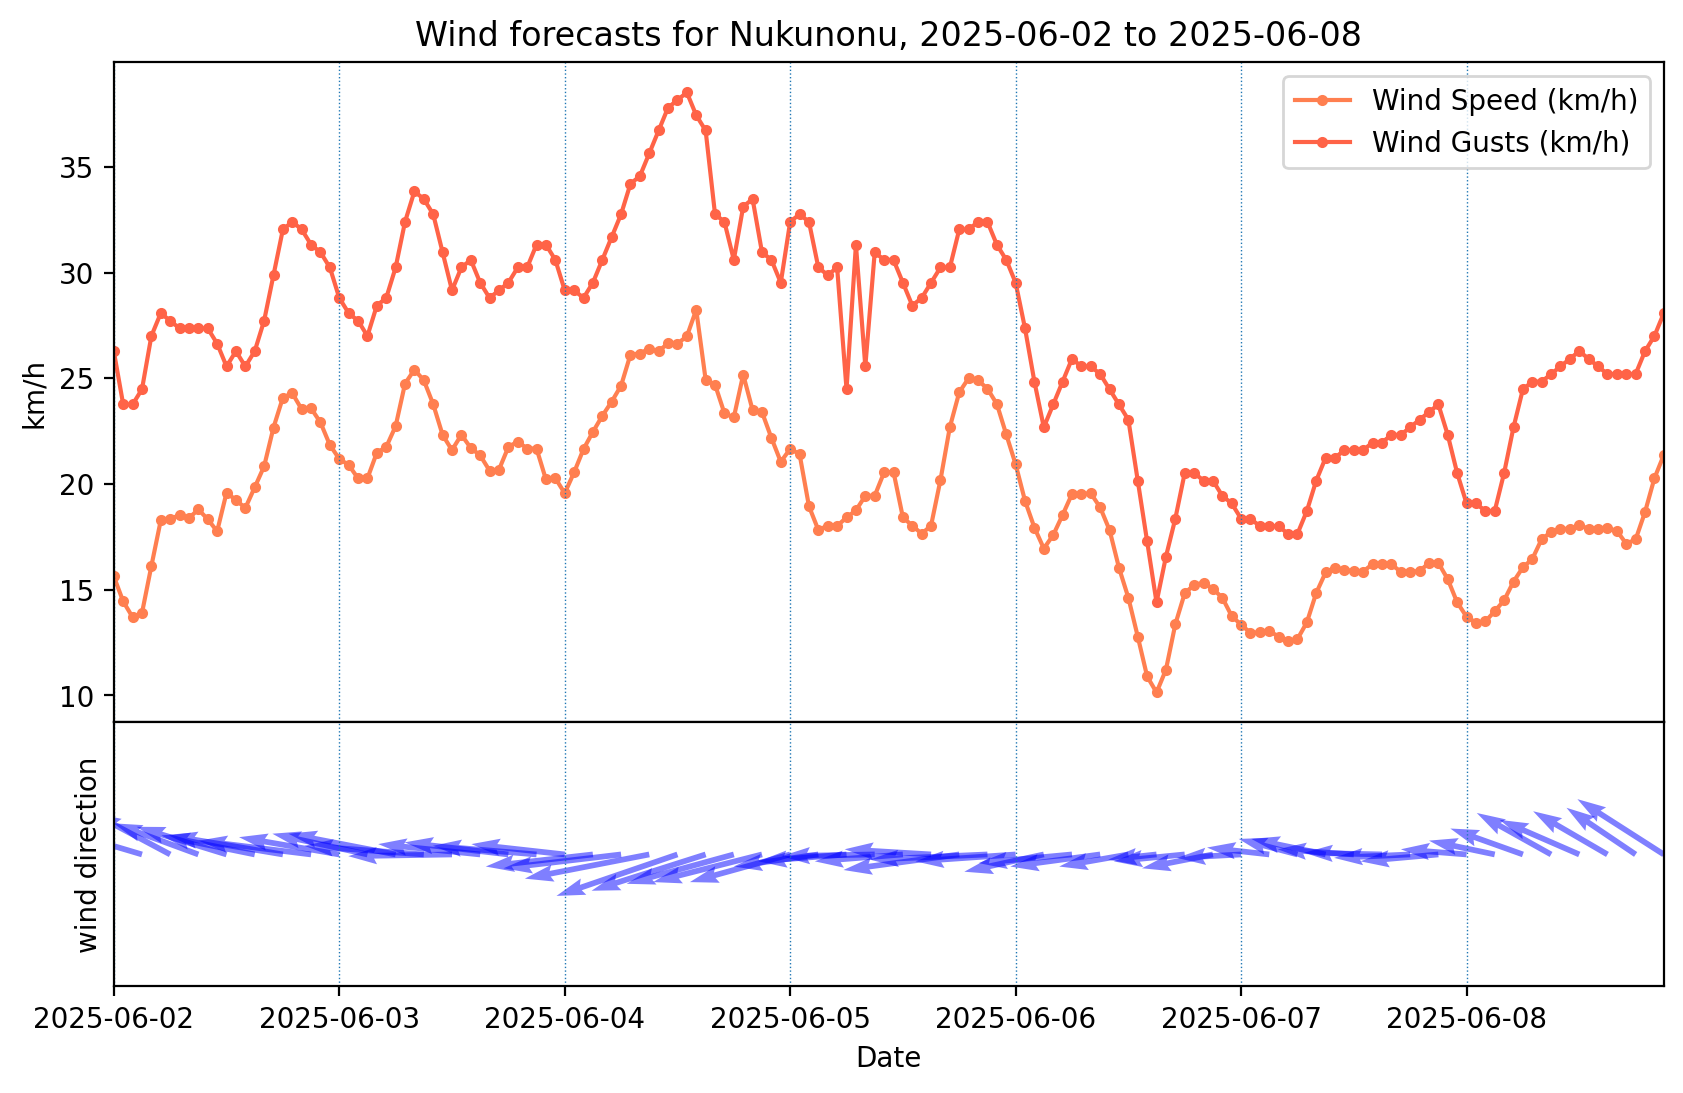 Wind forecasts for Nukunonu, 2025-06-02 to 2025-06-08
Wind Speed (km/h)
Wind Gusts (km/h)
km/h
35
30
25
20
15
10
wind direction
2025-06-02
2025-06-03
2025-06-04
2025-06-05
2025-06-06
2025-06-07
2025-06-08
Date